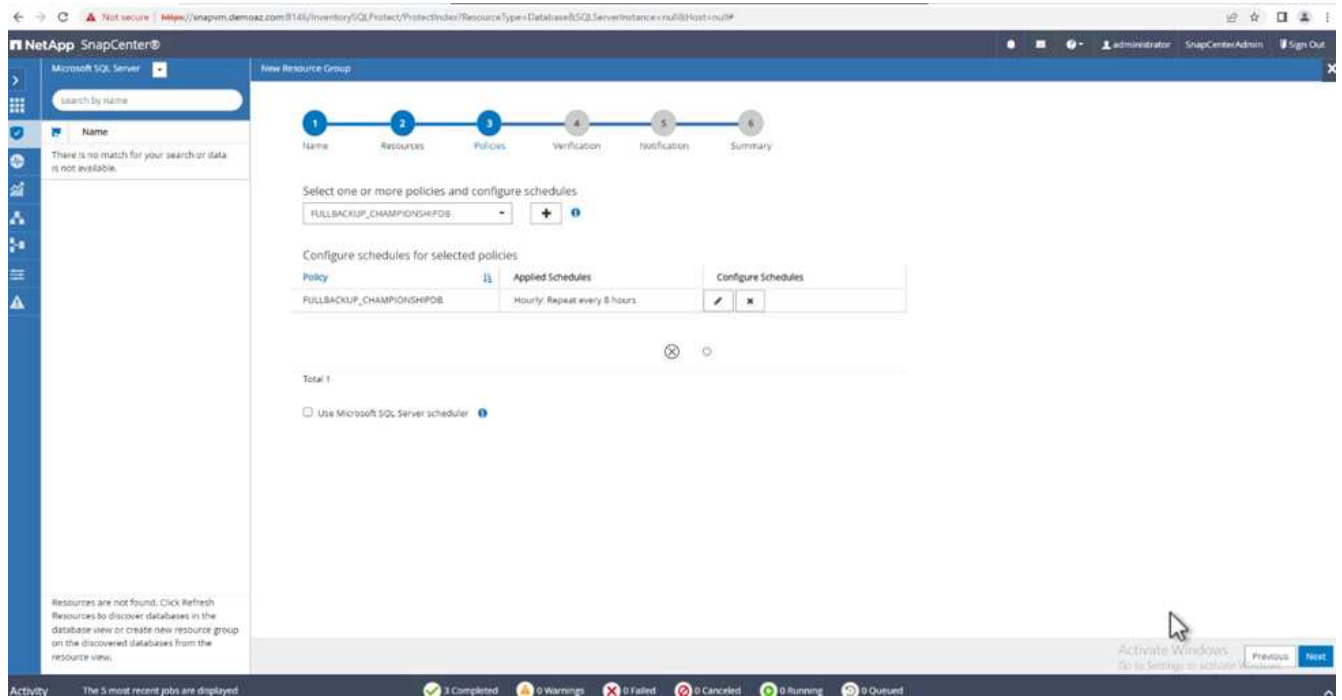 Not secure https://snapvm.demoaz.com:8146/InventorySQLProtect/ProtectIndex?ResourceType=Database&SQLServerInstance=null&Host=null#
NetApp SnapCenter®
administrator SnapCenterAdmin Sign Out
Microsoft SQL Server
New Resource Group
search by name
Name
There is no match for your search or data
is not available.
1 2 3 4 5 6
Name Resources Policies Verification Notification Summary
Select one or more policies and configure schedules
FULLBACKUP_CHAMPIONSHIPDB
Configure schedules for selected policies
Policy Applied Schedules Configure Schedules
FULLBACKUP_CHAMPIONSHIPDB Hourly: Repeat every 8 hours
Total 1
Use Microsoft SQL Server scheduler
Resources are not found. Click Refresh
Resources to discover databases in the
database view or create new resource group
on the discovered databases from the
resource view.
Activate Windows
Go to Settings to activate Windows.
Previous Next
Activity The 5 most recent jobs are displayed 3 Completed 0 Warnings 0 Failed 0 Canceled 0 Running 0 Queued